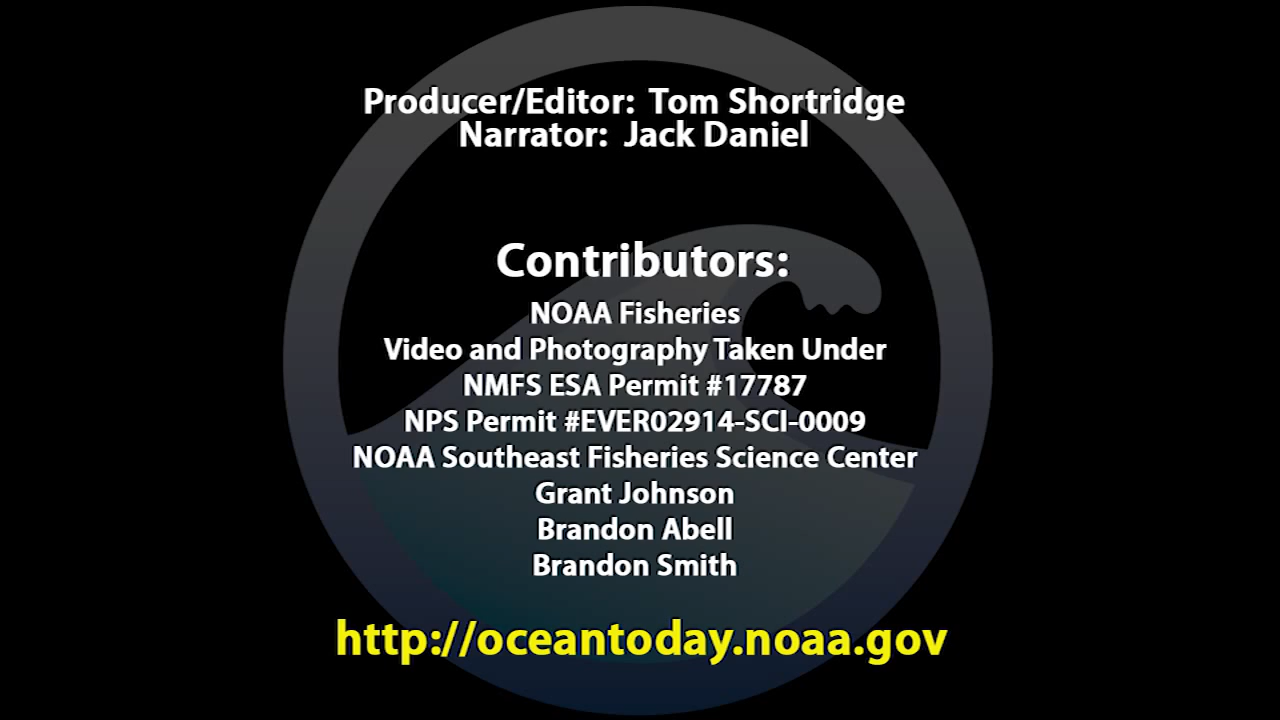 Producer/Editor: Tom Shortridge
Narrator: Jack Daniel
Contributors:
NOAA Fisheries
Video and Photography Taken Under
NMFS ESA Permit #17787
NPS Permit #EVER02914-SCI-0009
NOAA Southeast Fisheries Science Center
Grant Johnson
Brandon Abell
Brandon Smith
http://oceantoday.noaa.gov